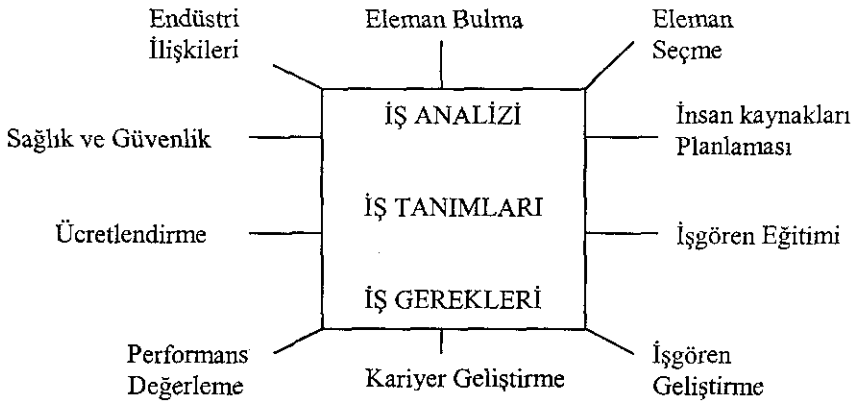 Endüstri
İlişkileri
Eleman Bulma
Eleman
Seçme
İŞ ANALİZİ
Sağlık ve Güvenlik
İnsan kaynakları
Planlaması
İŞ TANIMLARI
Ücretlendirme
İşgören Eğitimi
İŞ GEREKLERİ
Performans
Değerleme
Kariyer Geliştirme
İşgören
Geliştirme